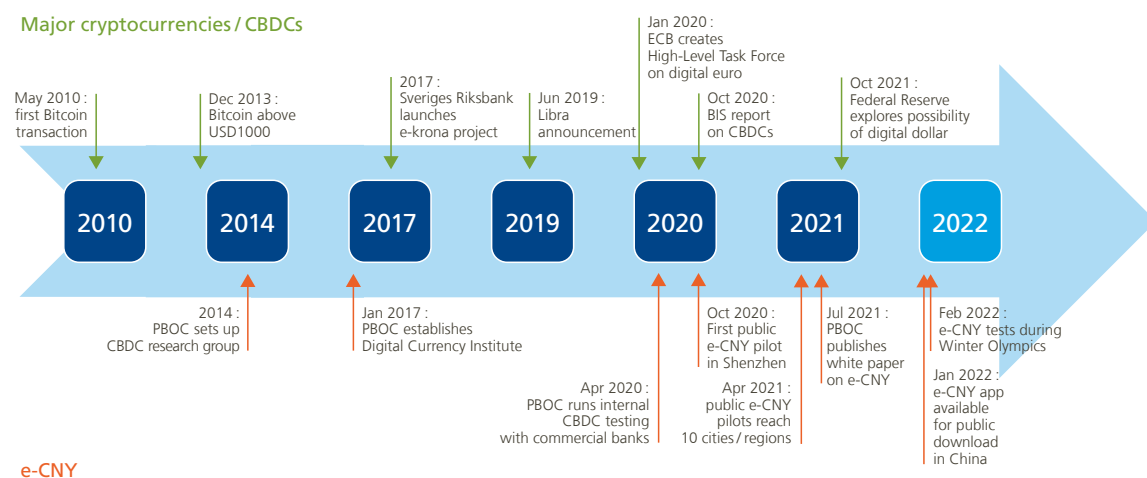 Major cryptocurrencies / CBDCs
May 2010 :
first Bitcoin
transaction
Dec 2013 :
Bitcoin above
USD1000
2017 :
Sveriges Riksbank
launches
e-krona project
Jun 2019 :
Libra
announcement
Jan 2020 :
ECB creates
High-Level Task Force
on digital euro
Oct 2020 :
BIS report
on CBDCs
Oct 2021 :
Federal Reserve
explores possibility
of digital dollar
2010
2014
2017
2019
2020
2021
2022
2014 :
PBOC sets up
CBDC research group
Jan 2017 :
PBOC establishes
Digital Currency Institute
Apr 2020 :
PBOC runs internal
CBDC testing
with commercial banks
Oct 2020 :
First public
e-CNY pilot
in Shenzhen
Apr 2021 :
public e-CNY
pilots reach
10 cities / regions
Jul 2021 :
PBOC
publishes
white paper
on e-CNY
Feb 2022 :
e-CNY tests during
Winter Olympics
Jan 2022 :
e-CNY app
available
for public
download
in China
e-CNY